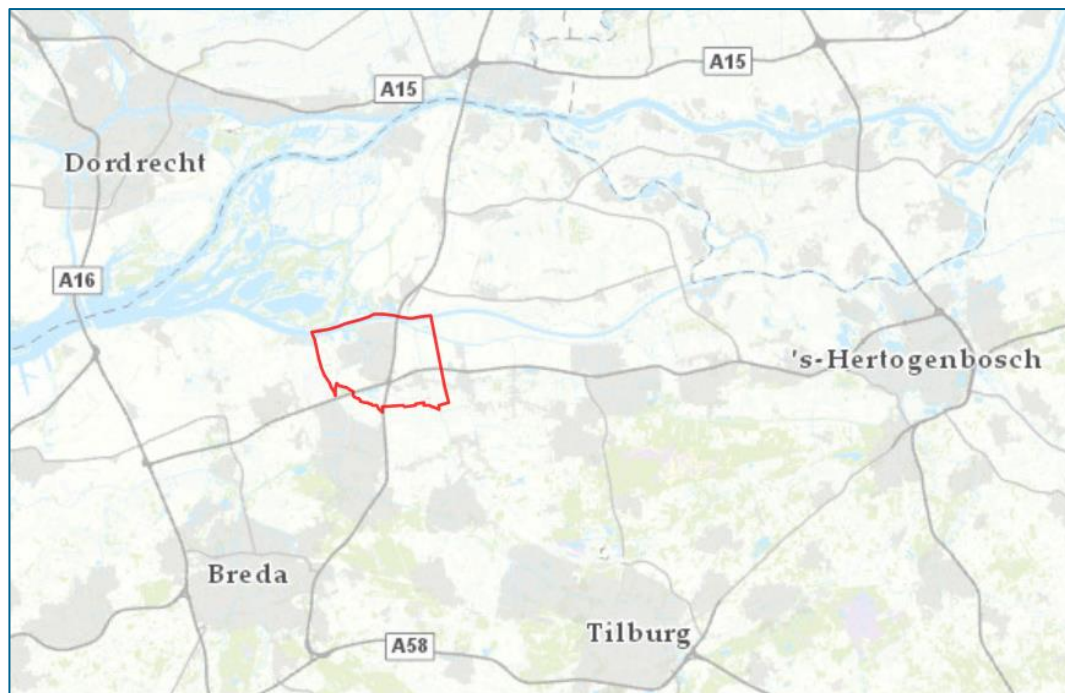 A15
A15
Dordrecht
A16
's-Hertogenbosch
Breda
Tilburg
A58